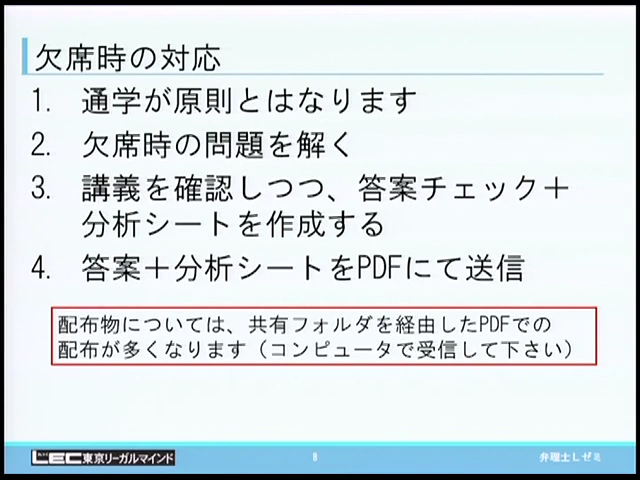 欠席時の対応
1. 通学が原則とはなります
2. 欠席時の問題を解く
3. 講義を確認しつつ、答案チェック＋
分析シートを作成する
4. 答案＋分析シートをPDFにて送信
配布物については、共有フォルダを経由したPDFでの
配布が多くなります（コンピュータで受信して下さい）
LEC東京リーガルマインド
8
弁理士Lゼミ